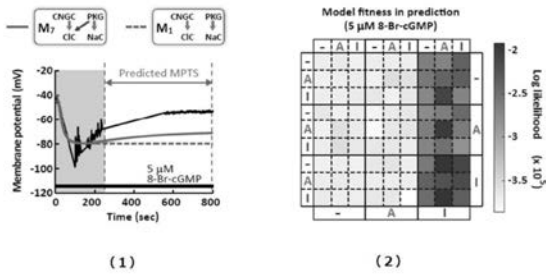 M7
CNGC PKG
ClC NaC
M1
CNGC PKG
ClC NaC
Predicted MPTS
Membrane potential (mV)
-20
-40
-60
-80
-100
-120
5 μM
8-Br-cGMP
0 200 400 600 800
Time (sec)
(1)
Model fitness in prediction
(5 μM 8-Br-cGMP)
- A I - A I - A I
-
A
I
-
A
I
-
A
I
-
A
I
- A I
-2
-2.5
-3
-3.5
Log likelihood
(x 10⁵)
(2)